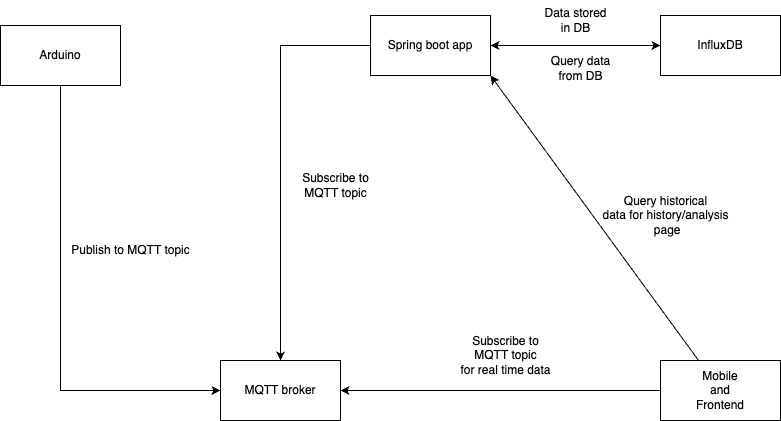 Data stored
in DB
Arduino
Spring boot app
InfluxDB
Query data
from DB
Subscribe to
MQTT topic
Query historical
data for history/analysis
page
Publish to MQTT topic
Subscribe to
MQTT topic
for real time data
MQTT broker
Mobile
and
Frontend